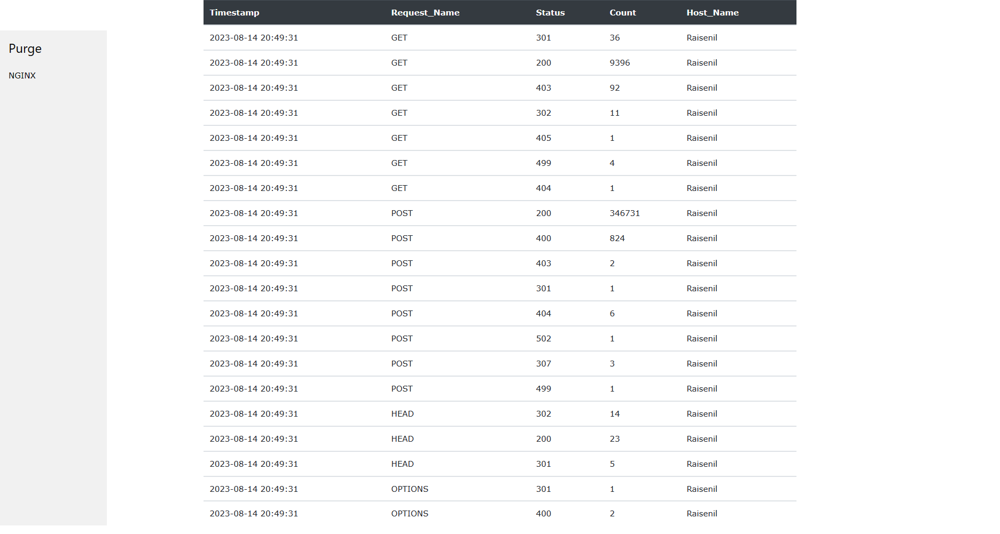 Timestamp Request_Name Status Count Host_Name
Purge
NGINX
2023-08-14 20:49:31 GET 301 36 Raisenil
2023-08-14 20:49:31 GET 200 9396 Raisenil
2023-08-14 20:49:31 GET 403 92 Raisenil
2023-08-14 20:49:31 GET 302 11 Raisenil
2023-08-14 20:49:31 GET 405 1 Raisenil
2023-08-14 20:49:31 GET 499 4 Raisenil
2023-08-14 20:49:31 GET 404 1 Raisenil
2023-08-14 20:49:31 POST 200 346731 Raisenil
2023-08-14 20:49:31 POST 400 824 Raisenil
2023-08-14 20:49:31 POST 403 2 Raisenil
2023-08-14 20:49:31 POST 301 1 Raisenil
2023-08-14 20:49:31 POST 404 6 Raisenil
2023-08-14 20:49:31 POST 502 1 Raisenil
2023-08-14 20:49:31 POST 307 3 Raisenil
2023-08-14 20:49:31 POST 499 1 Raisenil
2023-08-14 20:49:31 HEAD 302 14 Raisenil
2023-08-14 20:49:31 HEAD 200 23 Raisenil
2023-08-14 20:49:31 HEAD 301 5 Raisenil
2023-08-14 20:49:31 OPTIONS 301 1 Raisenil
2023-08-14 20:49:31 OPTIONS 400 2 Raisenil